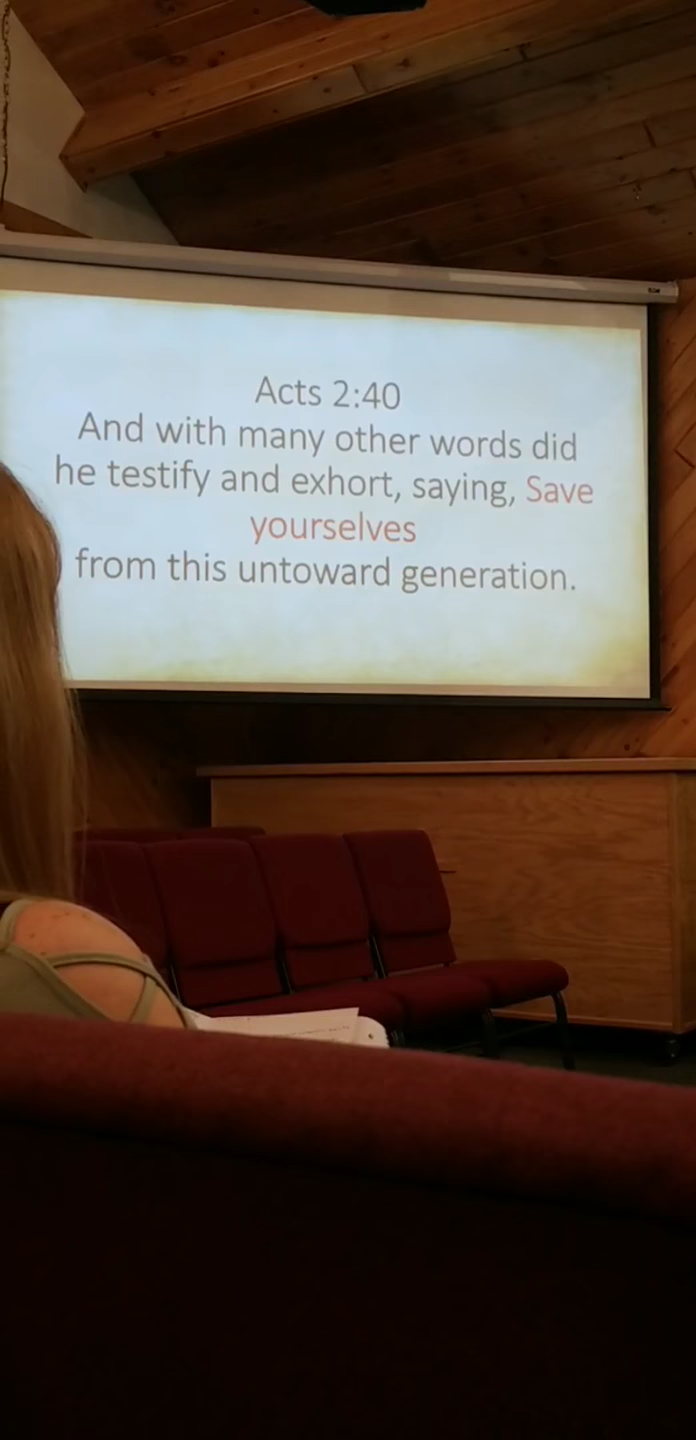 Acts 2:40
And with many other words did
he testify and exhort, saying, Save
yourselves
from this untoward generation.